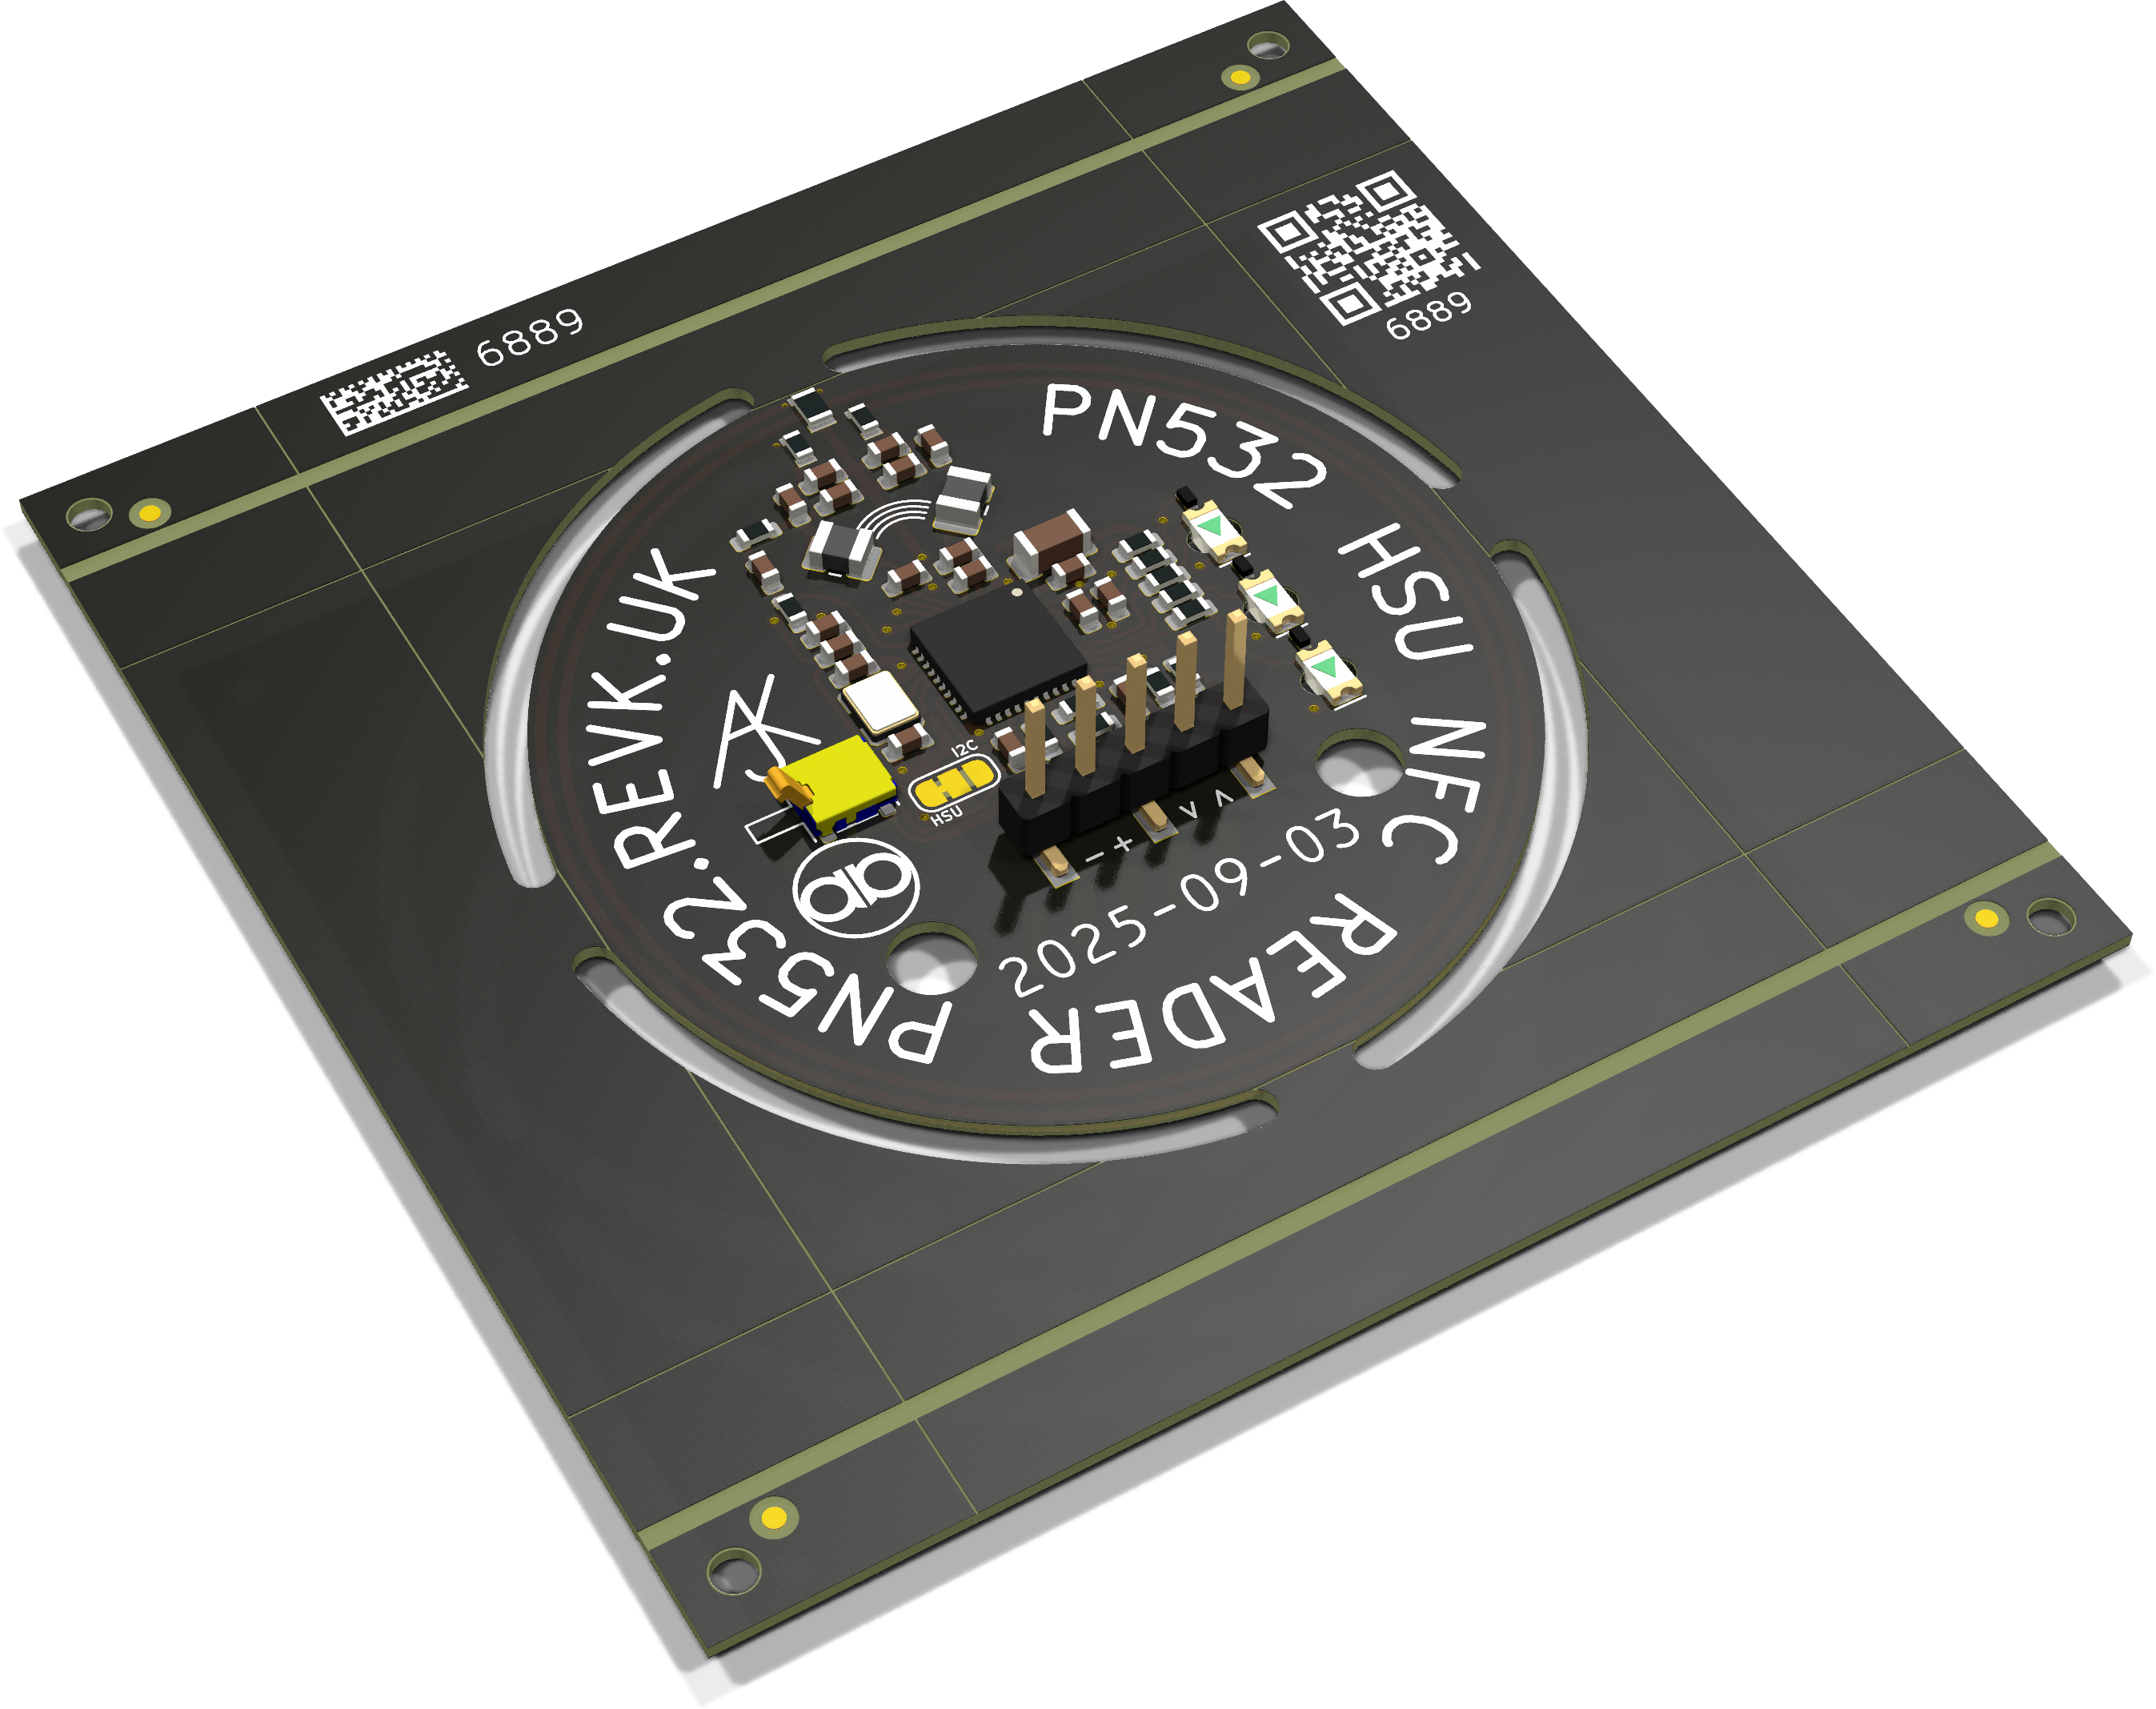 6889
6889
PN532 HSU NFC READER
PN532.REVK.UK
I2C
HSU
- + < >
2025-09-03